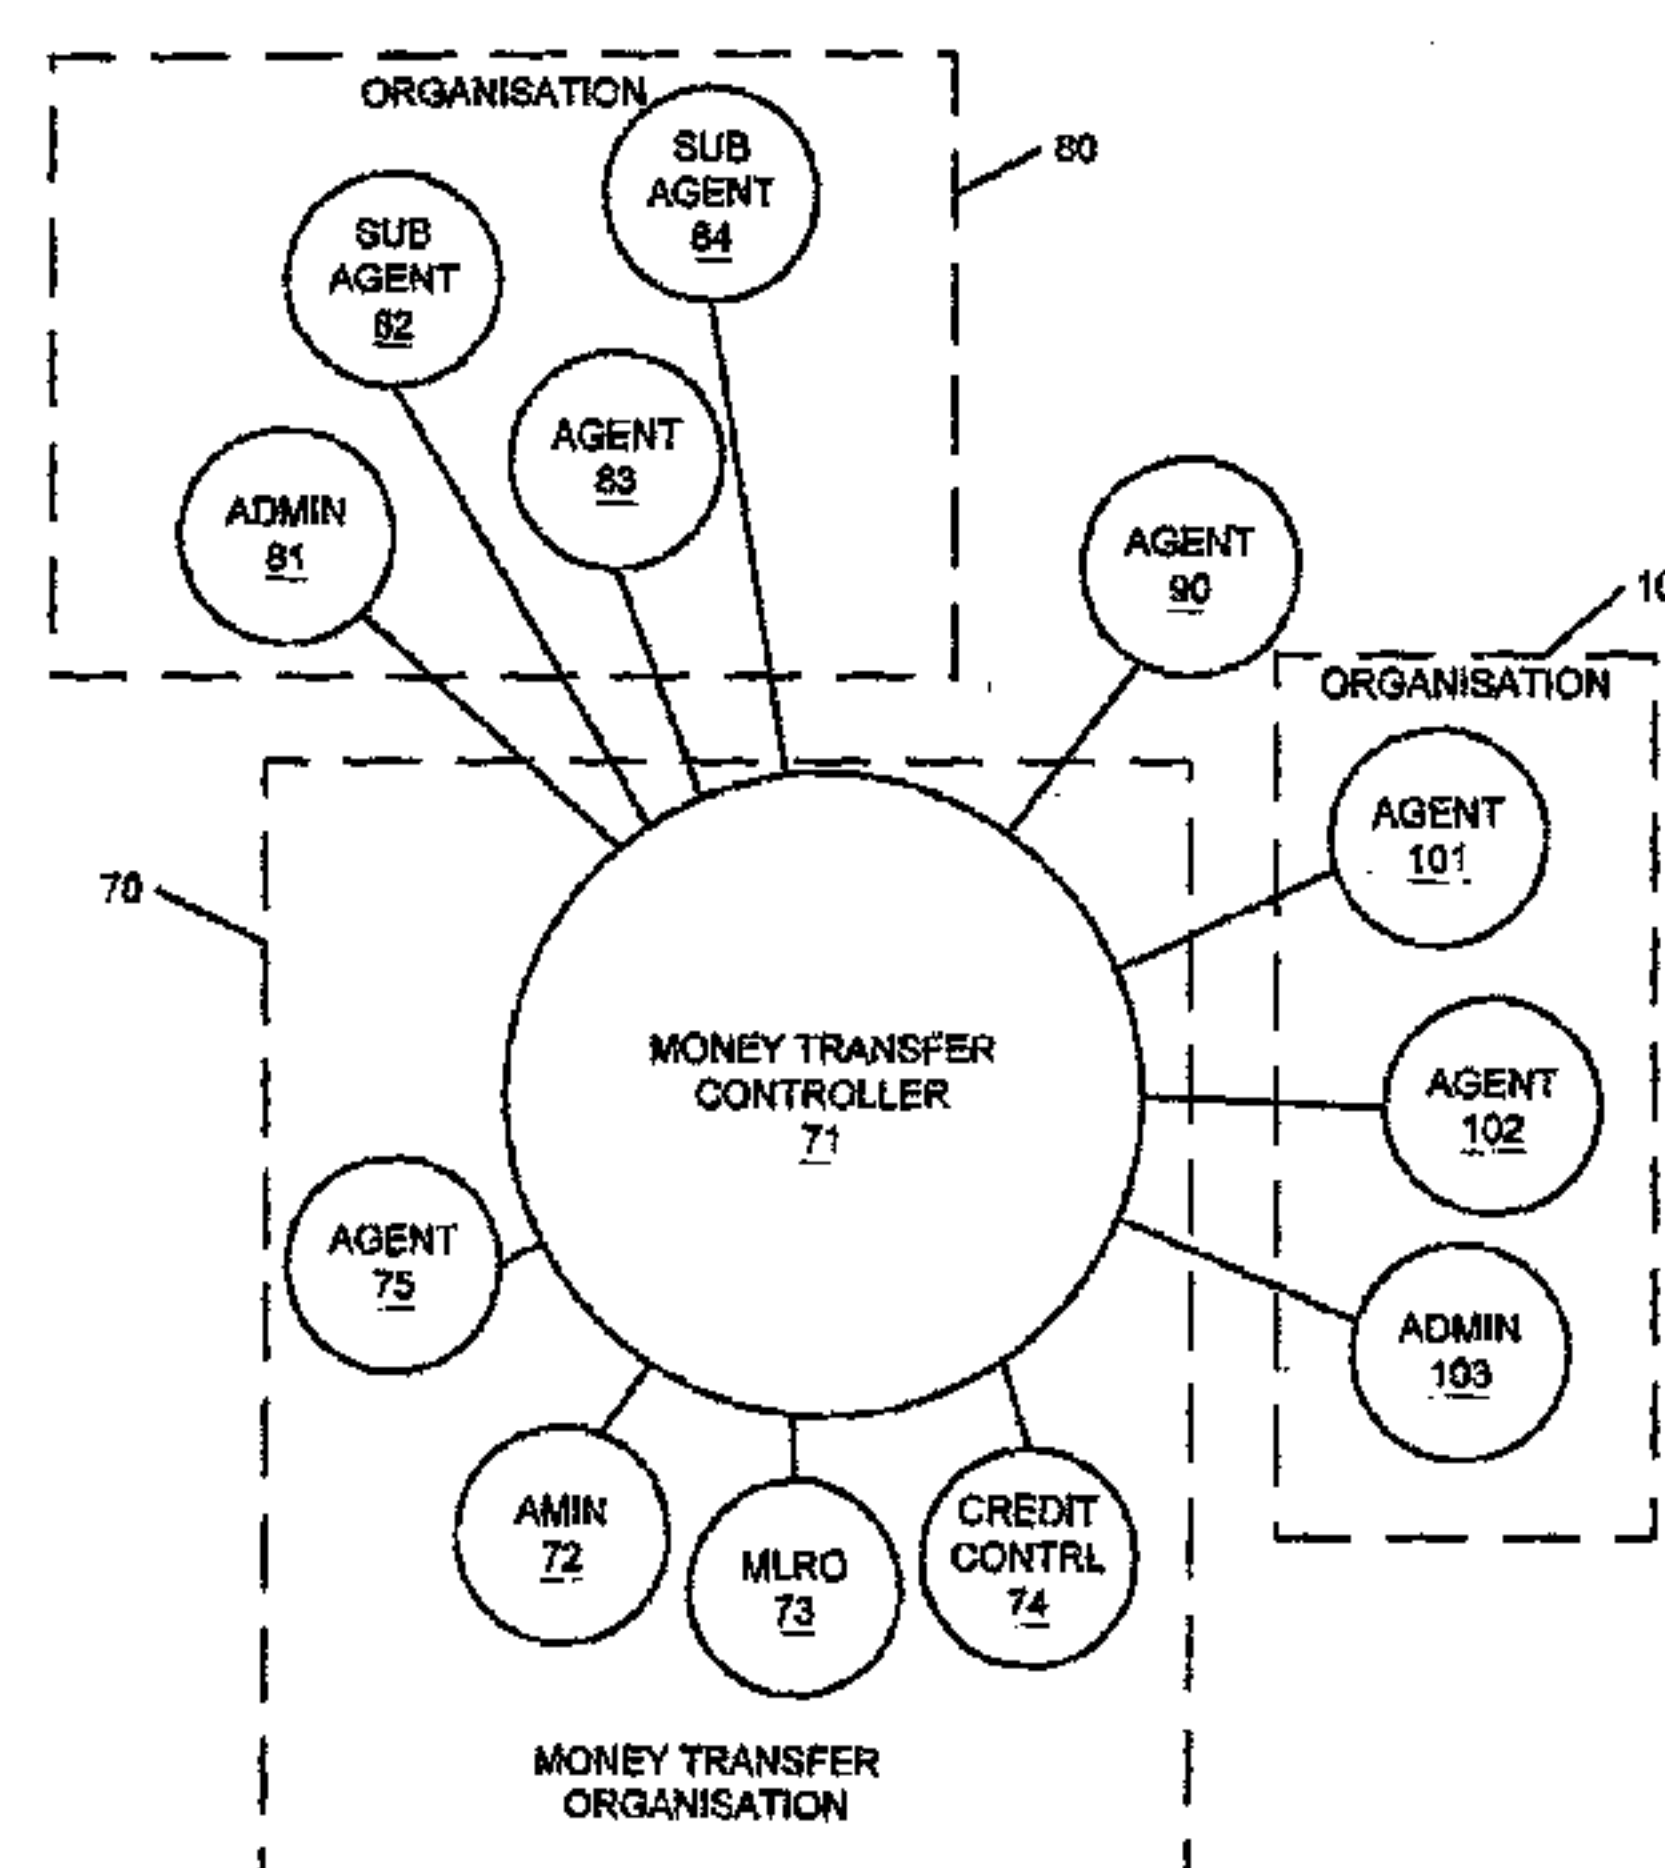 ORGANISATION
SUB
AGENT
84
80
SUB
AGENT
82
AGENT
83
ADMIN
81
AGENT
90
10
ORGANISATION
AGENT
101
70
MONEY TRANSFER
CONTROLLER
71
AGENT
102
AGENT
75
ADMIN
103
AMIN
72
MLRO
73
CREDIT
CONTRL
74
MONEY TRANSFER
ORGANISATION